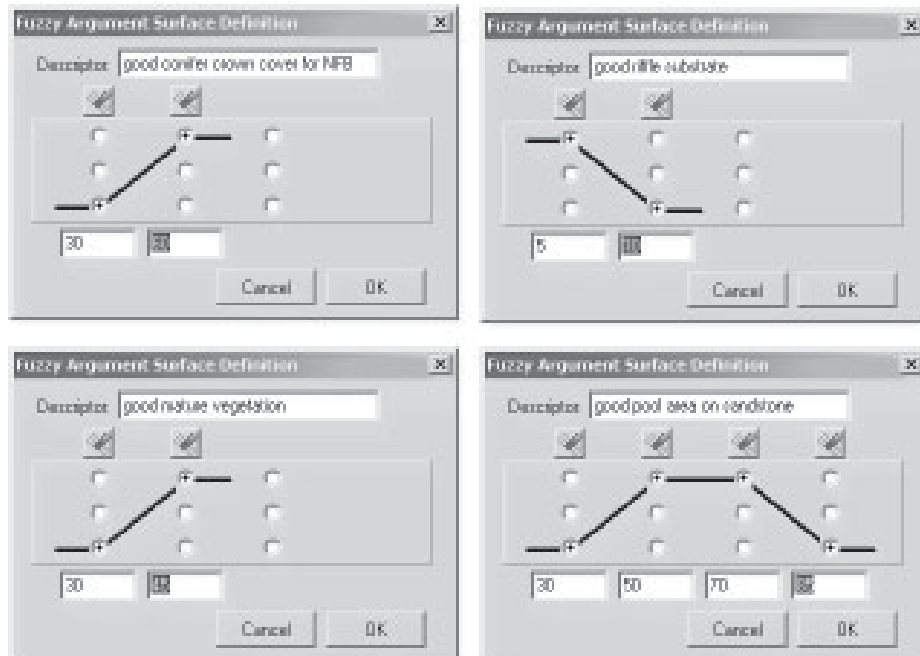 Fuzzy Argument Surface Definition
Descriptor good conifer crown cover for NFB
30
Cancel OK
Fuzzy Argument Surface Definition
Descriptor good riffle substrate
5 10
Cancel OK
Fuzzy Argument Surface Definition
Descriptor good mature vegetation
30
Cancel OK
Fuzzy Argument Surface Definition
Descriptor good pool area on sandstone
30 50 70
Cancel OK